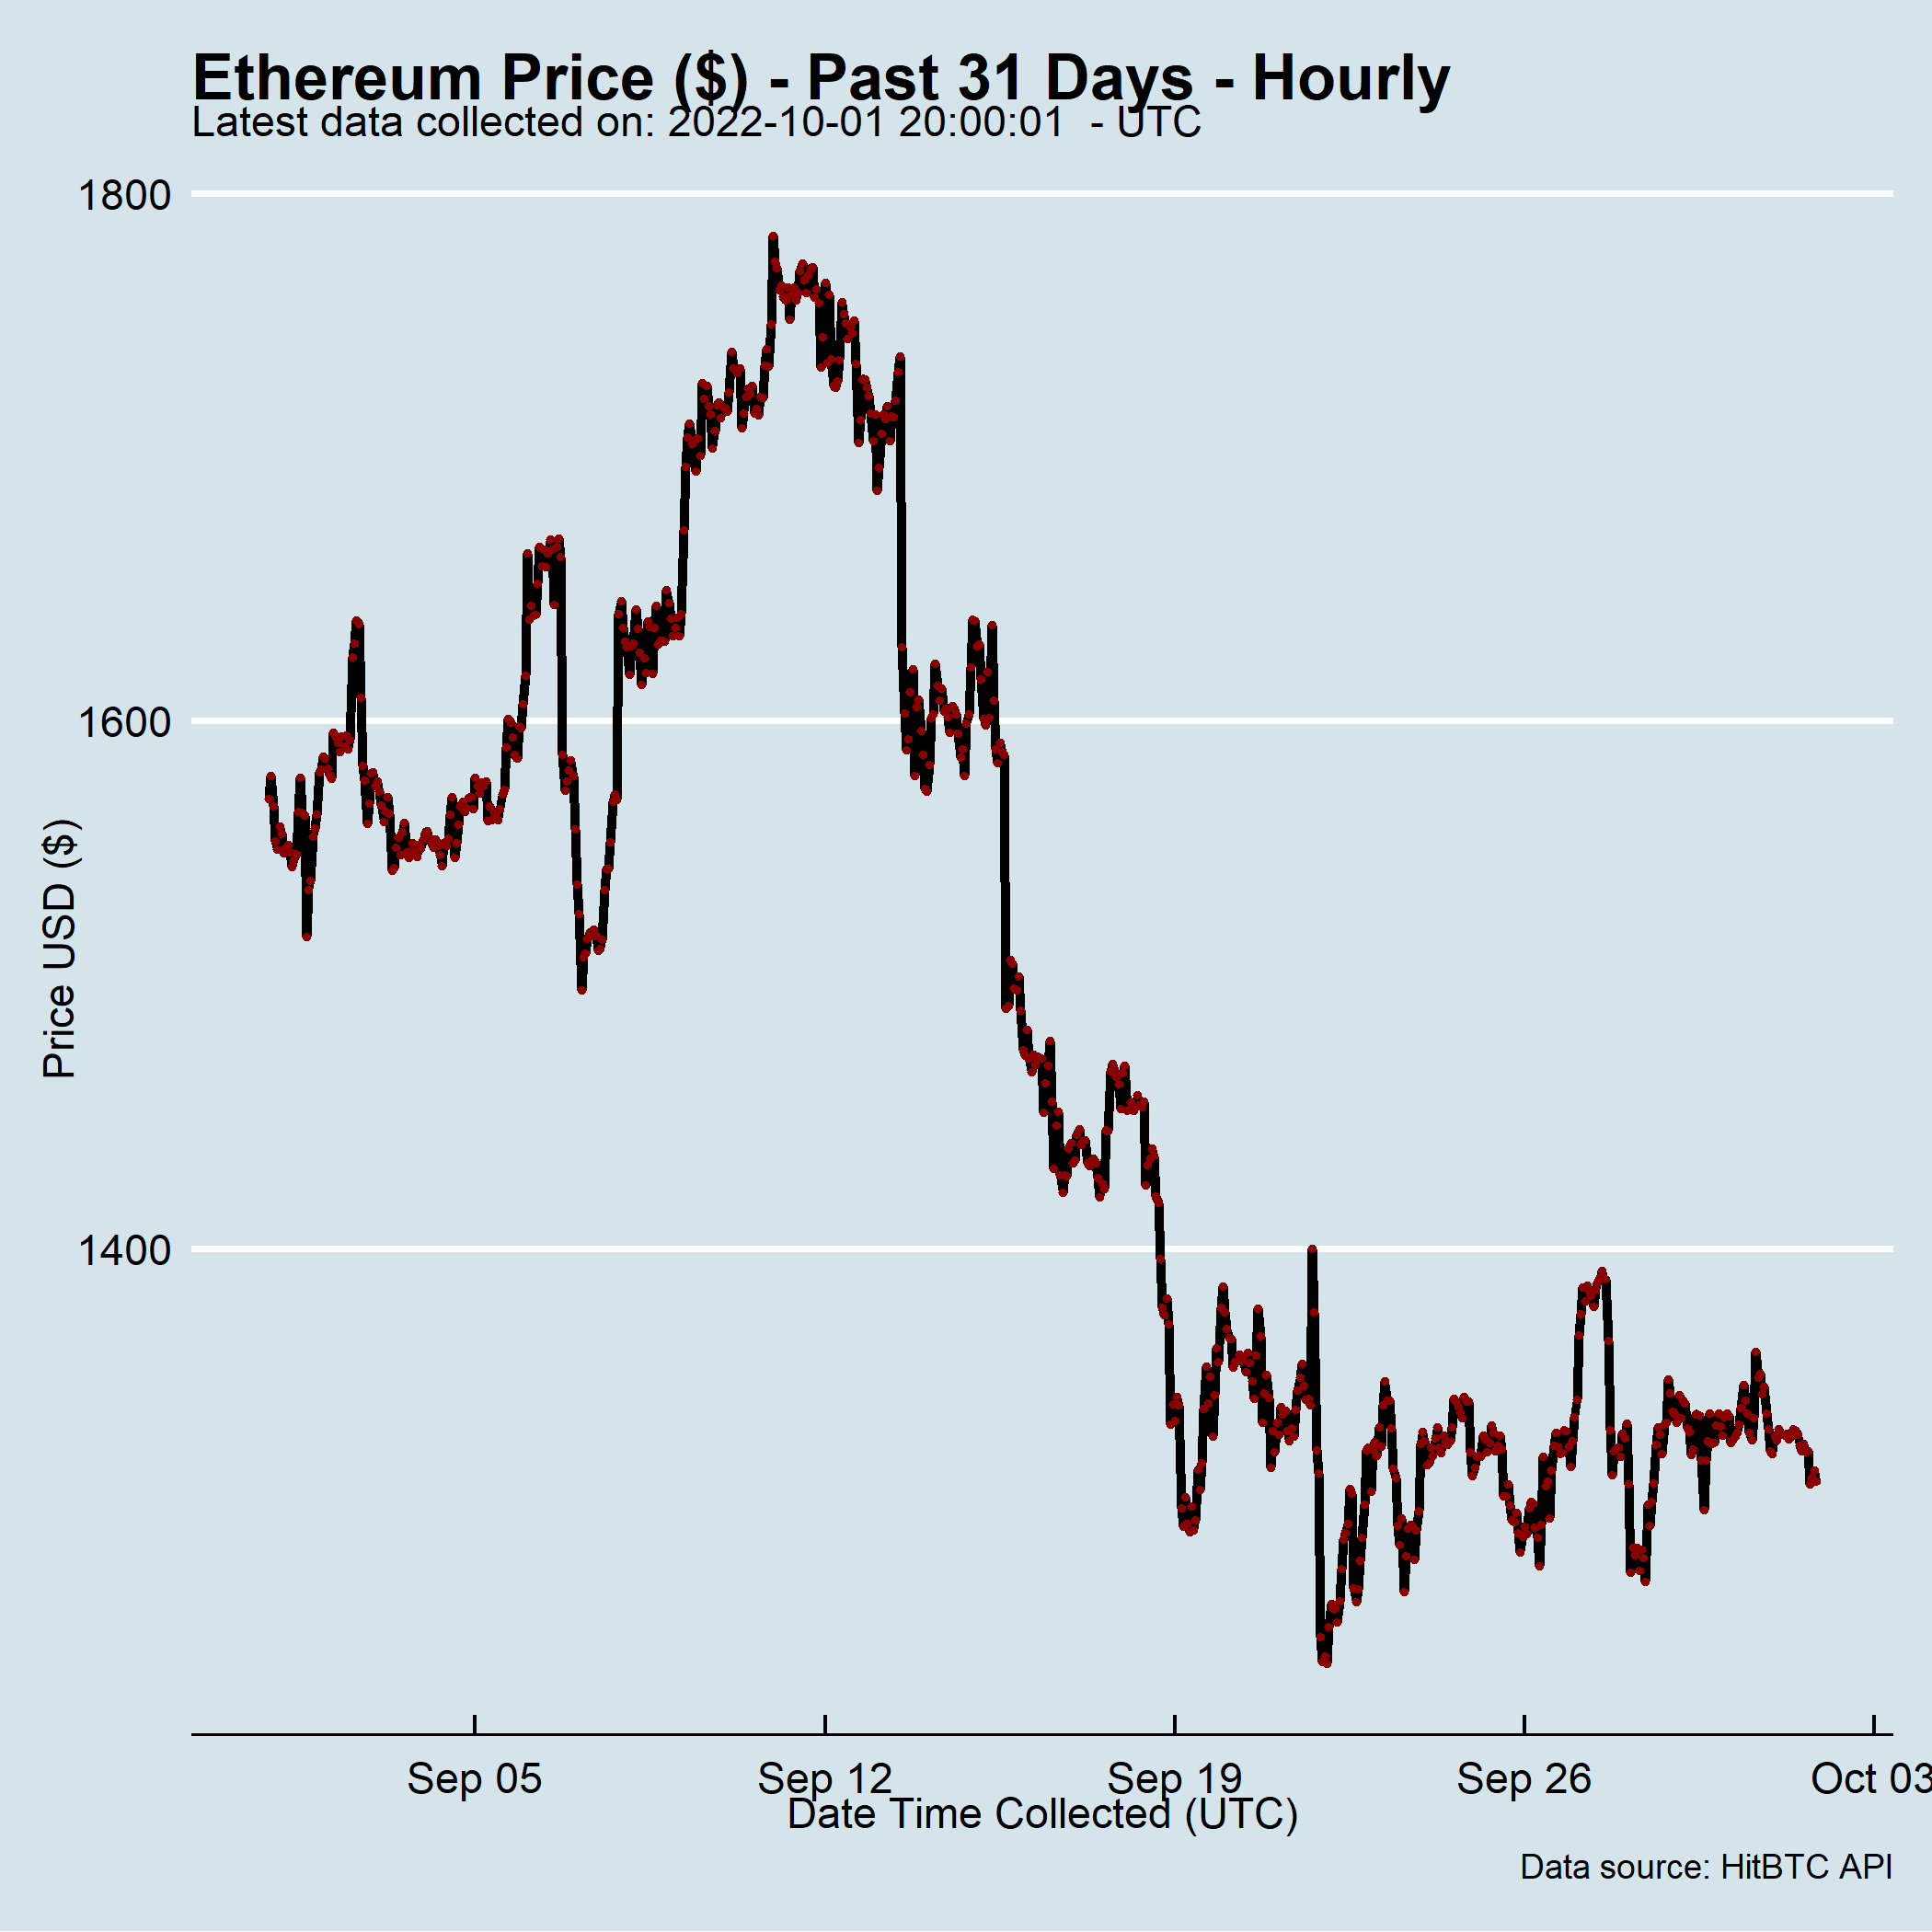 Ethereum Price ($) - Past 31 Days - Hourly
Latest data collected on: 2022-10-01 20:00:01  - UTC
1800
1600
1400
Price USD ($)
Sep 05
Sep 12
Sep 19
Sep 26
Oct 03
Date Time Collected (UTC)
Data source: HitBTC API